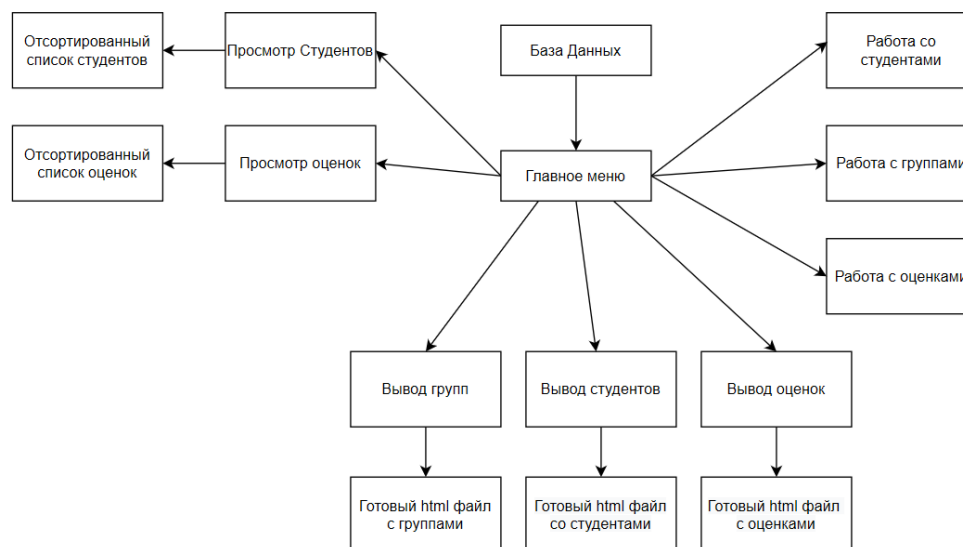 Отсортированный
список студентов
Просмотр Студентов
База Данных
Работа со
студентами
Отсортированный
список оценок
Просмотр оценок
Главное меню
Работа с группами
Работа с оценками
Вывод групп
Вывод студентов
Вывод оценок
Готовый html файл
с группами
Готовый html файл
со студентами
Готовый html файл
с оценками